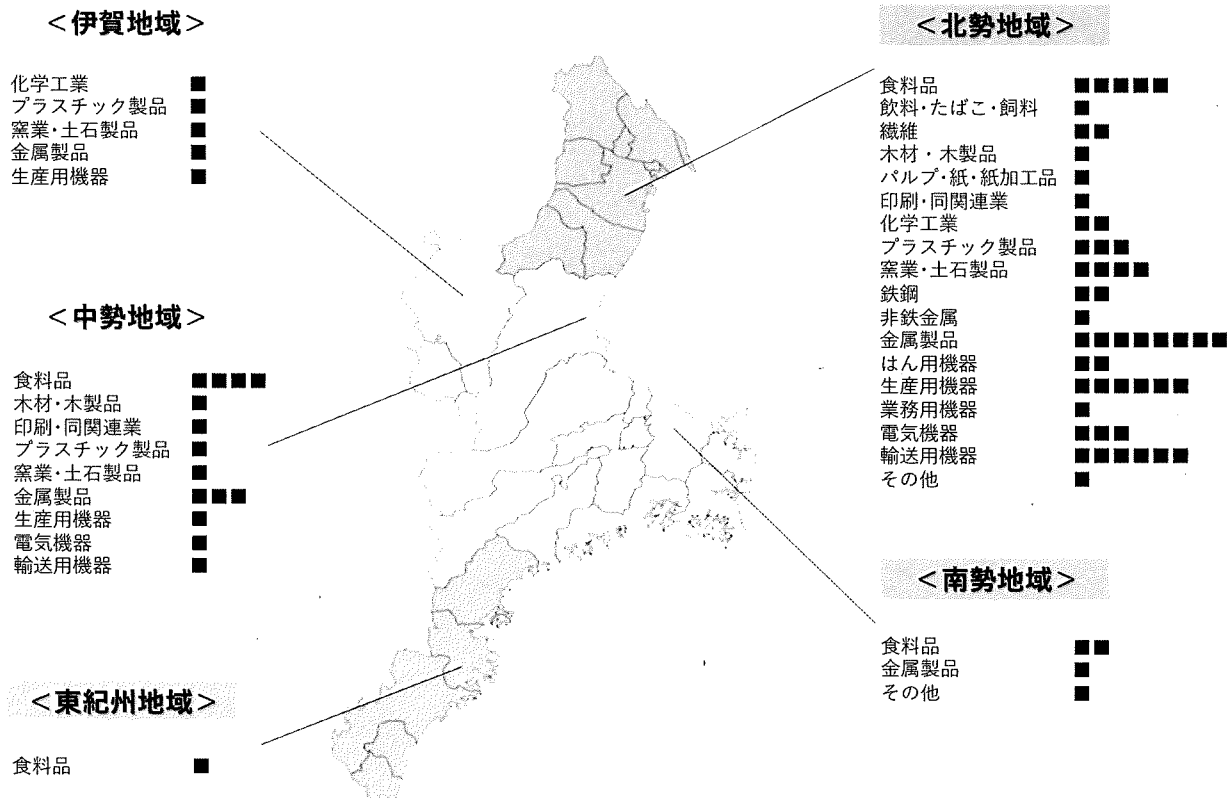 ＜伊賀地域＞
化学工業 ■
プラスチック製品 ■
窯業・土石製品 ■
金属製品 ■
生産用機器 ■
＜中勢地域＞
食料品 ■■■■
木材・木製品 ■
印刷・同関連業 ■
プラスチック製品 ■
窯業・土石製品 ■
金属製品 ■■■
生産用機器 ■
電気機器 ■
輸送用機器 ■
＜東紀州地域＞
食料品 ■
＜北勢地域＞
食料品 ■■■■■
飲料・たばこ・飼料 ■
繊維 ■■
木材・木製品 ■
パルプ・紙・紙加工品 ■
印刷・同関連業 ■
化学工業 ■■
プラスチック製品 ■■■
窯業・土石製品 ■■■■
鉄鋼 ■■
非鉄金属 ■
金属製品 ■■■■■■■■
はん用機器 ■■
生産用機器 ■■■■■■
業務用機器 ■
電気機器 ■■■
輸送用機器 ■■■■■■
その他 ■
＜南勢地域＞
食料品 ■■
金属製品 ■
その他 ■